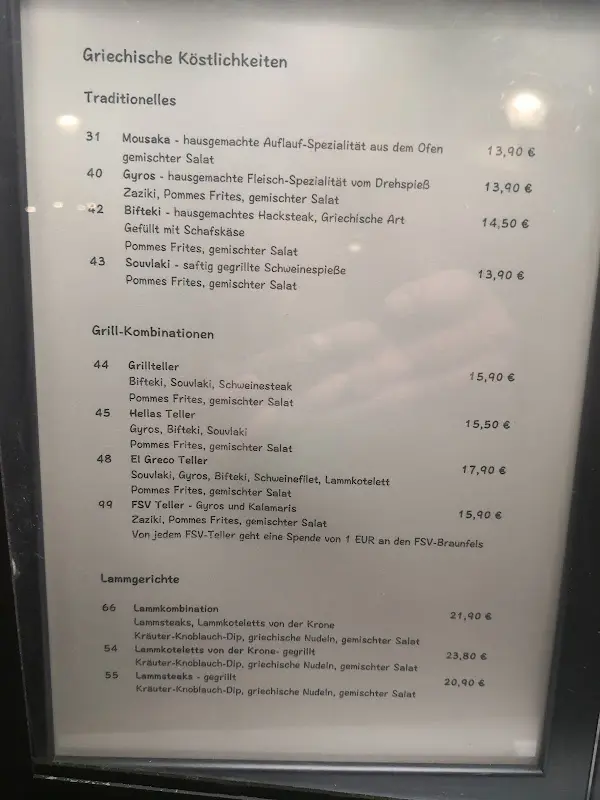 Griechische Köstlichkeiten
Traditionelles
31 Mousaka - hausgemachte Auflauf-Spezialität aus dem Ofen 13,90 €
gemischter Salat
40 Gyros - hausgemachte Fleisch-Spezialität vom Drehspieß 13,90 €
Zaziki, Pommes Frites, gemischter Salat
42 Bifteki - hausgemachtes Hacksteak, Griechische Art 14,50 €
Gefüllt mit Schafskäse
Pommes Frites, gemischter Salat
43 Souvlaki - saftig gegrillte Schweinespieße 13,90 €
Pommes Frites, gemischter Salat
Grill-Kombinationen
44 Grillteller 15,90 €
Bifteki, Souvlaki, Schweinesteak
Pommes Frites, gemischter Salat
45 Hellas Teller 15,50 €
Gyros, Bifteki, Souvlaki
Pommes Frites, gemischter Salat
48 El Greco Teller 17,90 €
Souvlaki, Gyros, Bifteki, Schweinefilet, Lammkotelett
Pommes Frites, gemischter Salat
99 FSV Teller - Gyros und Kalamaris 15,90 €
Zaziki, Pommes Frites, gemischter Salat
Von jedem FSV-Teller geht eine Spende von 1 EUR an den FSV-Braunfels
Lammgerichte
66 Lammkombination 21,90 €
Lammsteaks, Lammkoteletts von der Krone
Kräuter-Knoblauch-Dip, griechische Nudeln, gemischter Salat
54 Lammkoteletts von der Krone- gegrillt 23,80 €
Kräuter-Knoblauch-Dip, griechische Nudeln, gemischter Salat
55 Lammsteaks - gegrillt 20,90 €
Kräuter-Knoblauch-Dip, griechische Nudeln, gemischter Salat